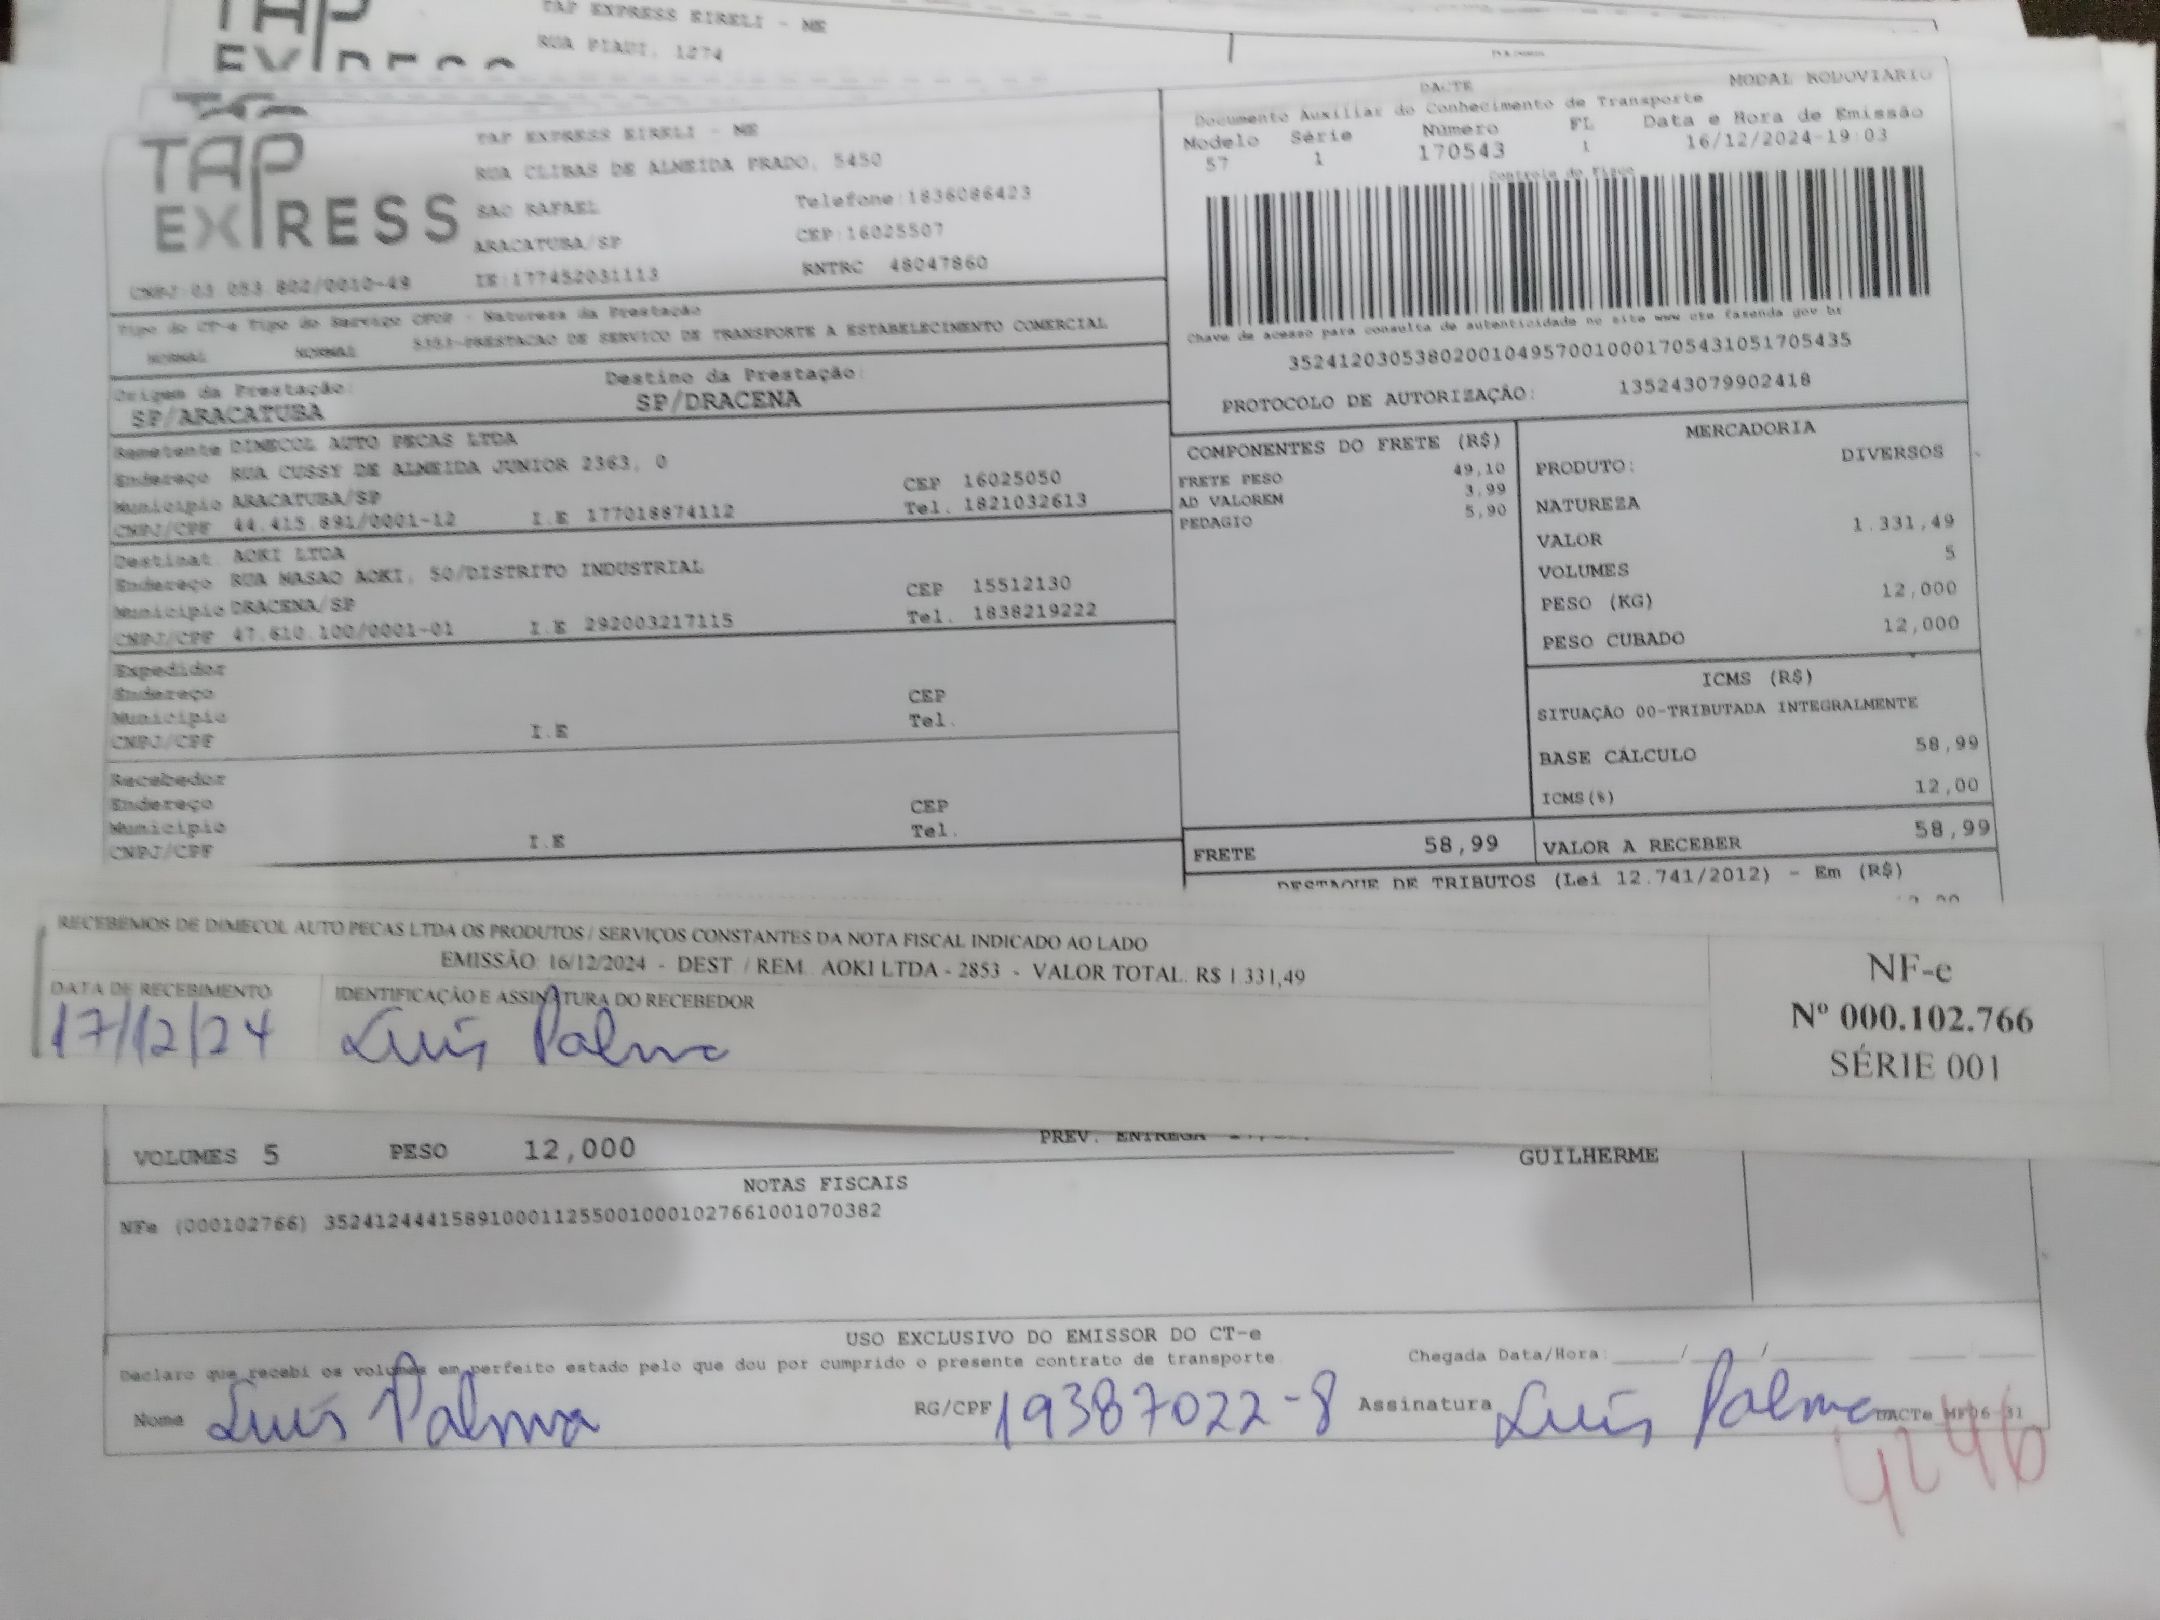 TAP EXPRESS EIRELI - ME
RUA PIAUI, 1274
TAP EXPRESS
TAP EXPRESS EIRELI - ME
RUA CLIBAS DE ALMEIDA PRADO, 5450
SAO RAFAEL Telefone:1836086423
ARACATUBA/SP CEP:16025507
CNPJ:03.053.802/0010-49 IE:177452031113 RNTRC 48047860
DACTE MODAL RODOVIARIO
Documento Auxiliar do Conhecimento de Transporte
Modelo Série Número FL Data e Hora de Emissão
57 1 170543 1 16/12/2024-19:03
Controle do Fisco
Chave de acesso para consulta de autenticidade no site www.cte.fazenda.gov.br
35241203053802001049570010001705431051705435
PROTOCOLO DE AUTORIZAÇÃO: 135243079902418
Tipo do CT-e Tipo do Serviço CFOP - Natureza da Prestação
NORMAL NORMAL 5353-PRESTACAO DE SERVICO DE TRANSPORTE A ESTABELECIMENTO COMERCIAL
Origem da Prestação: Destino da Prestação:
SP/ARACATUBA SP/DRACENA
Remetente DIMECOL AUTO PECAS LTDA
Endereço RUA CUSSY DE ALMEIDA JUNIOR 2363, 0
Município ARACATUBA/SP CEP 16025050
CNPJ/CPF 44.415.891/0001-12 I.E 177018874112 Tel. 1821032613
Destinat. AOKI LTDA
Endereço RUA MASAO AOKI, 50/DISTRITO INDUSTRIAL
Município DRACENA/SP CEP 15512130
CNPJ/CPF 47.610.100/0001-01 I.E 292003217115 Tel. 1838219222
Expedidor
Endereço
Município CEP
CNPJ/CPF I.E Tel.
Recebedor
Endereço
Município CEP
CNPJ/CPF I.E Tel.
COMPONENTES DO FRETE (R$)
FRETE PESO 49,10
AD VALOREM 3,99
PEDAGIO 5,90
MERCADORIA
PRODUTO: DIVERSOS
NATUREZA
VALOR 1.331,49
VOLUMES 5
PESO (KG) 12,000
PESO CUBADO 12,000
ICMS (R$)
SITUAÇÃO 00-TRIBUTADA INTEGRALMENTE
BASE CÁLCULO 58,99
ICMS(%) 12,00
FRETE 58,99 VALOR A RECEBER 58,99
DESTAQUE DE TRIBUTOS (Lei 12.741/2012) - Em (R$)
RECEBEMOS DE DIMECOL AUTO PECAS LTDA OS PRODUTOS / SERVIÇOS CONSTANTES DA NOTA FISCAL INDICADO AO LADO
EMISSÃO: 16/12/2024 - DEST. / REM.: AOKI LTDA - 2853 - VALOR TOTAL: R$ 1.331,49
DATA DE RECEBIMENTO IDENTIFICAÇÃO E ASSINATURA DO RECEBEDOR
17/12/24 Luis Palma
NF-e
Nº 000.102.766
SÉRIE 001
VOLUMES 5 PESO 12,000 PREV. ENTREGA
GUILHERME
NOTAS FISCAIS
NFe (000102766) 35241244415891000112550010001027661001070382
USO EXCLUSIVO DO EMISSOR DO CT-e
Declaro que recebi os volumes em perfeito estado pelo que dou por cumprido o presente contrato de transporte. Chegada Data/Hora: / /
Nome Luis Palma RG/CPF 19387022-8 Assinatura Luis Palma
4246